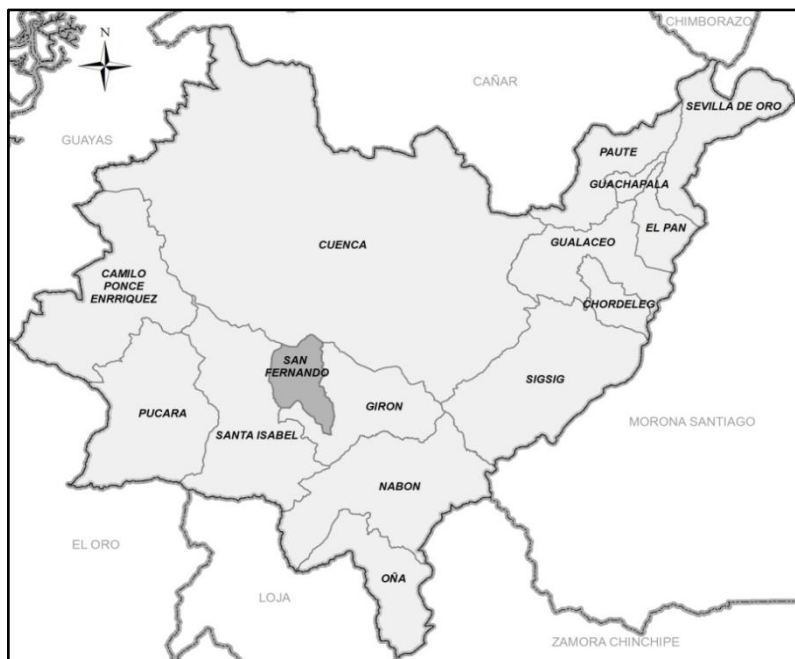 CHIMBORAZO
N
CAÑAR
SEVILLA DE ORO
GUAYAS
PAUTE
GUACHAPALA
EL PAN
GUALACEO
CUENCA
CAMILO
PONCE
ENRRIQUEZ
CHORDELEG
SAN
FERNANDO
SIGSIG
GIRON
PUCARA
SANTA ISABEL
MORONA SANTIAGO
NABON
EL ORO
OÑA
LOJA
ZAMORA CHINCHIPE